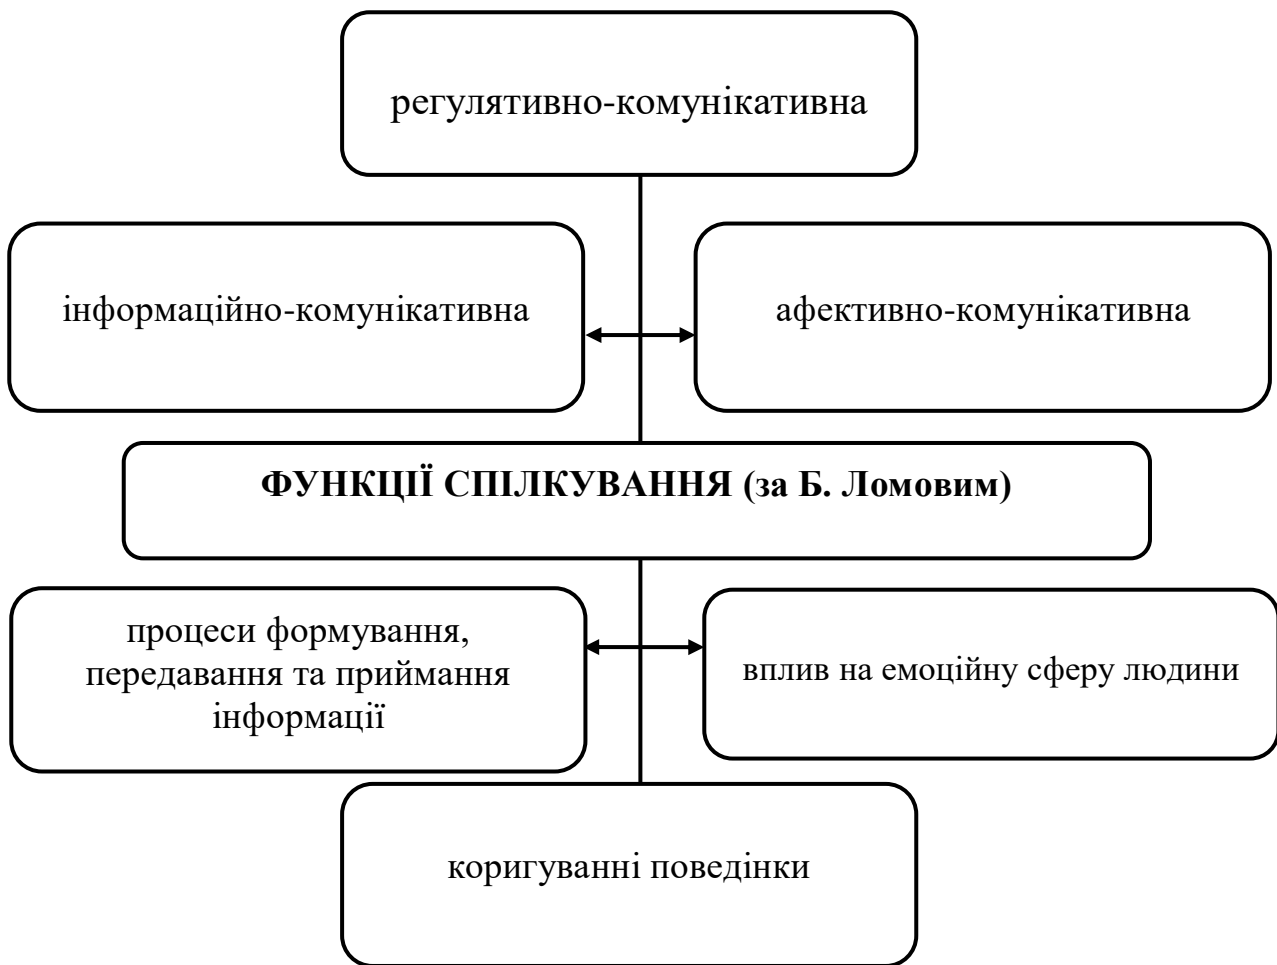 регулятивно-комунікативна
інформаційно-комунікативна
афективно-комунікативна
ФУНКЦІЇ СПІЛКУВАННЯ (за Б. Ломовим)
процеси формування,
передавання та приймання
інформації
вплив на емоційну сферу людини
коригуванні поведінки